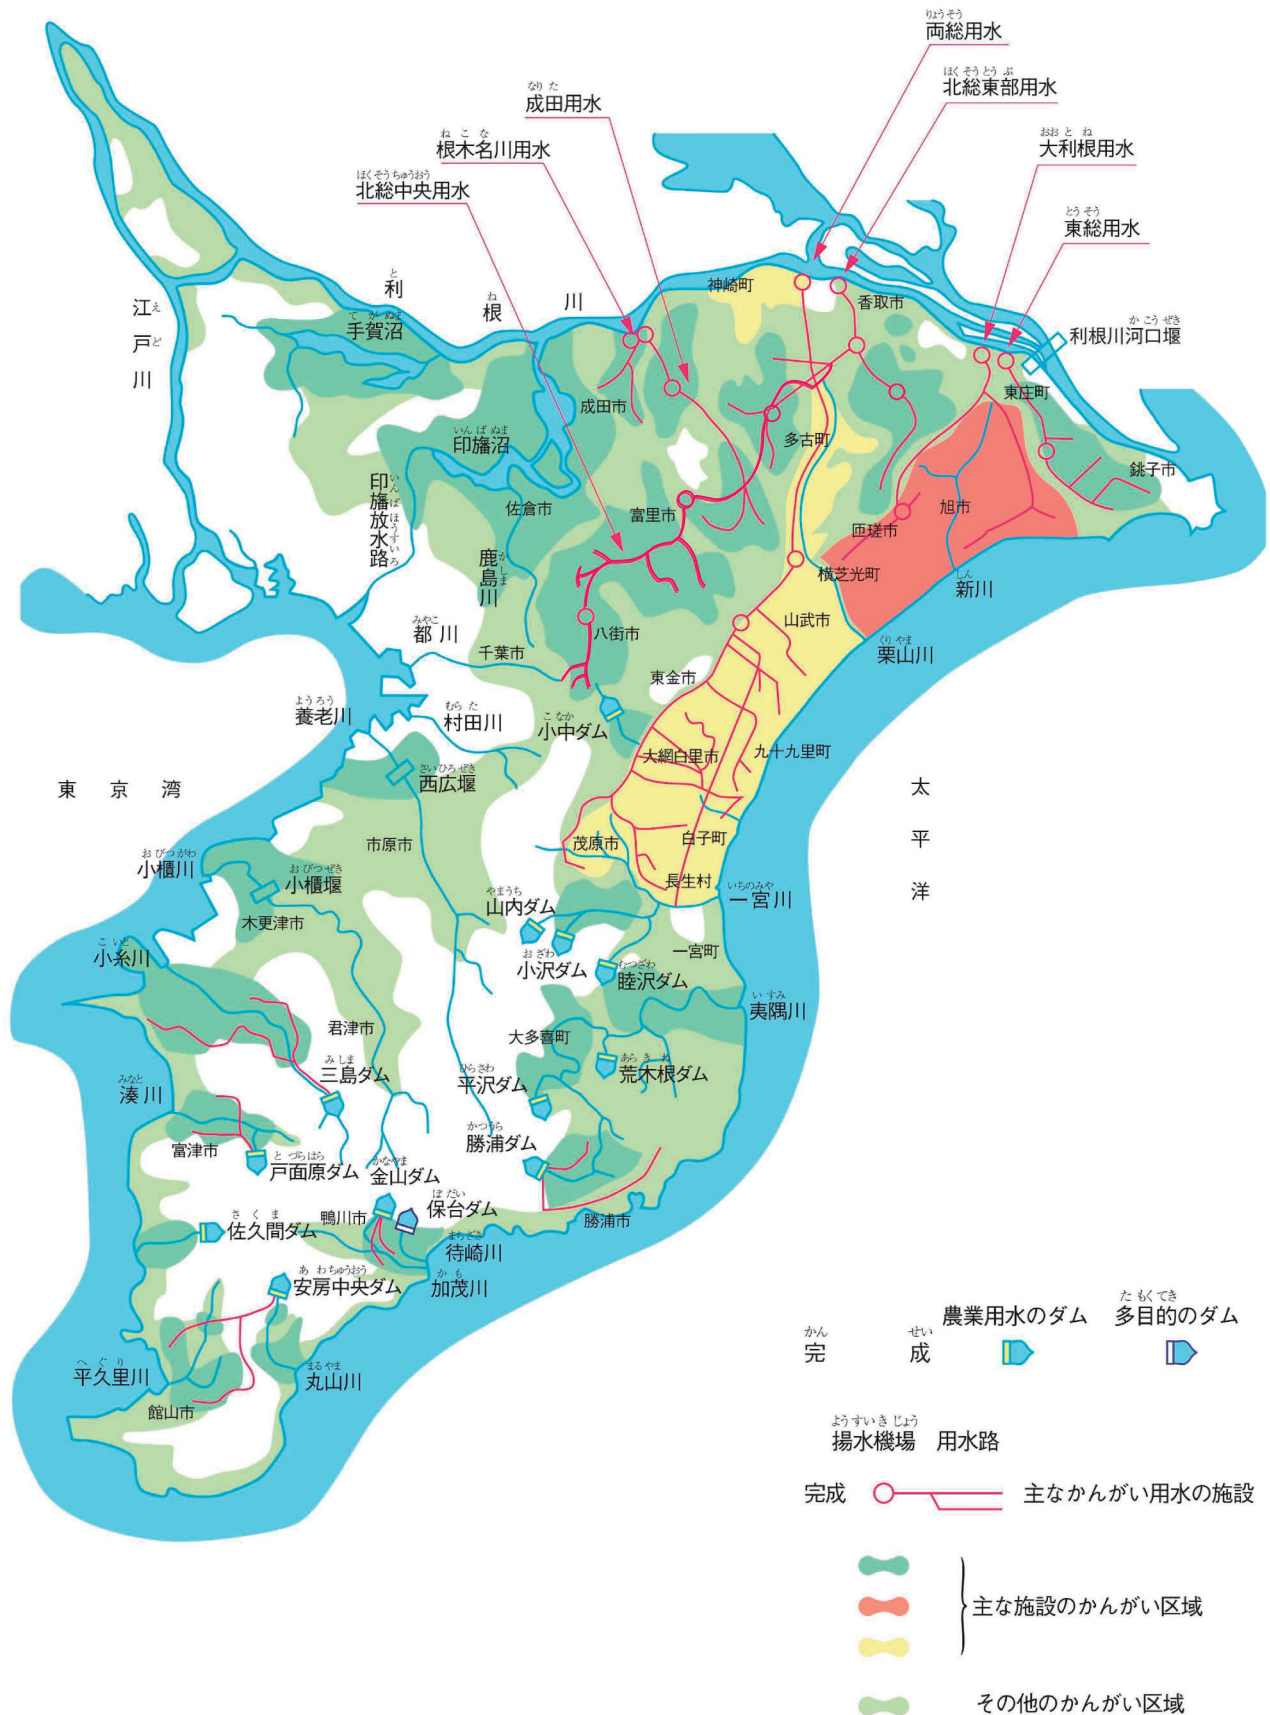 両総用水
りょうそう
北総東部用水
ほくそうとうぶ
成田用水
なりた
大利根用水
おおとね
根木名川用水
ねこな
北総中央用水
ほくそうちゅうおう
東総用水
とうそう
利根川
とね
神崎町
香取市
江戸川
えど
手賀沼
てがぬま
利根川河口堰
かこうぜき
東庄町
成田市
多古町
印旛沼
いんばぬま
銚子市
印旛放水路
いんばほうすいろ
佐倉市
富里市
旭市
匝瑳市
鹿島川
かしま
横芝光町
新川
しん
都川
みやこ
八街市
山武市
千葉市
栗山川
くりやま
東金市
養老川
ようろう
村田川
むらた
小中ダム
こなか
大網白里市
九十九里町
西広堰
さいひろぜき
東京湾
太平洋
市原市
茂原市
白子町
小櫃川
おびつがわ
小櫃堰
おびつぜき
長生村
一宮川
いちのみや
山内ダム
やまうち
木更津市
小糸川
こいと
小沢ダム
おざわ
一宮町
睦沢ダム
むつざわ
夷隅川
いすみ
君津市
大多喜町
三島ダム
みしま
平沢ダム
ひらさわ
荒木根ダム
あらきね
湊川
みなと
勝浦ダム
かつうら
富津市
戸面原ダム
とづらはら
金山ダム
かなやま
保台ダム
ぼだい
佐久間ダム
さくま
鴨川市
勝浦市
待崎川
まちざき
安房中央ダム
あわちゅうおう
加茂川
かも
平久里川
へぐり
丸山川
まるやま
館山市
農業用水のダム
多目的のダム
たもくてき
完成
かんせい
揚水機場 用水路
ようすいきじょう
完成
主なかんがい用水の施設
主な施設のかんがい区域
その他のかんがい区域